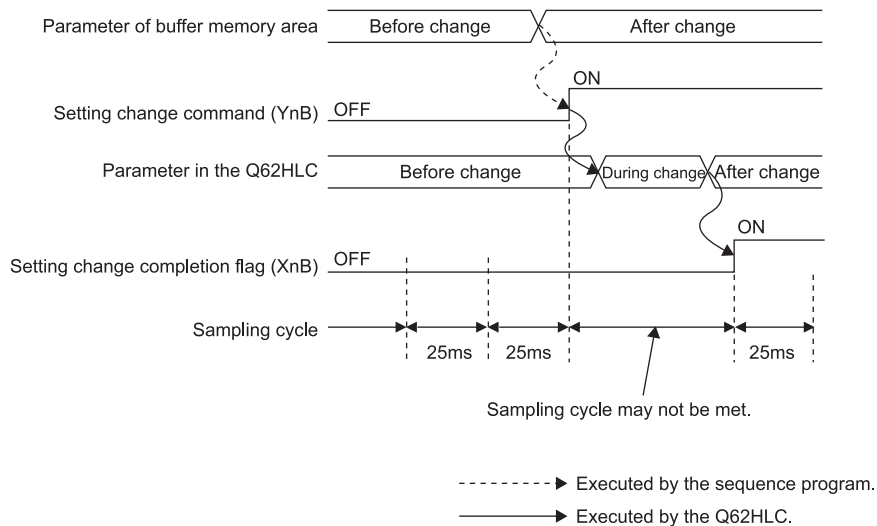 Parameter of buffer memory area Before change After change
ON
Setting change command (YnB) OFF
Parameter in the Q62HLC Before change During change After change
ON
Setting change completion flag (XnB) OFF
Sampling cycle
25ms 25ms 25ms
Sampling cycle may not be met.
Executed by the sequence program.
Executed by the Q62HLC.